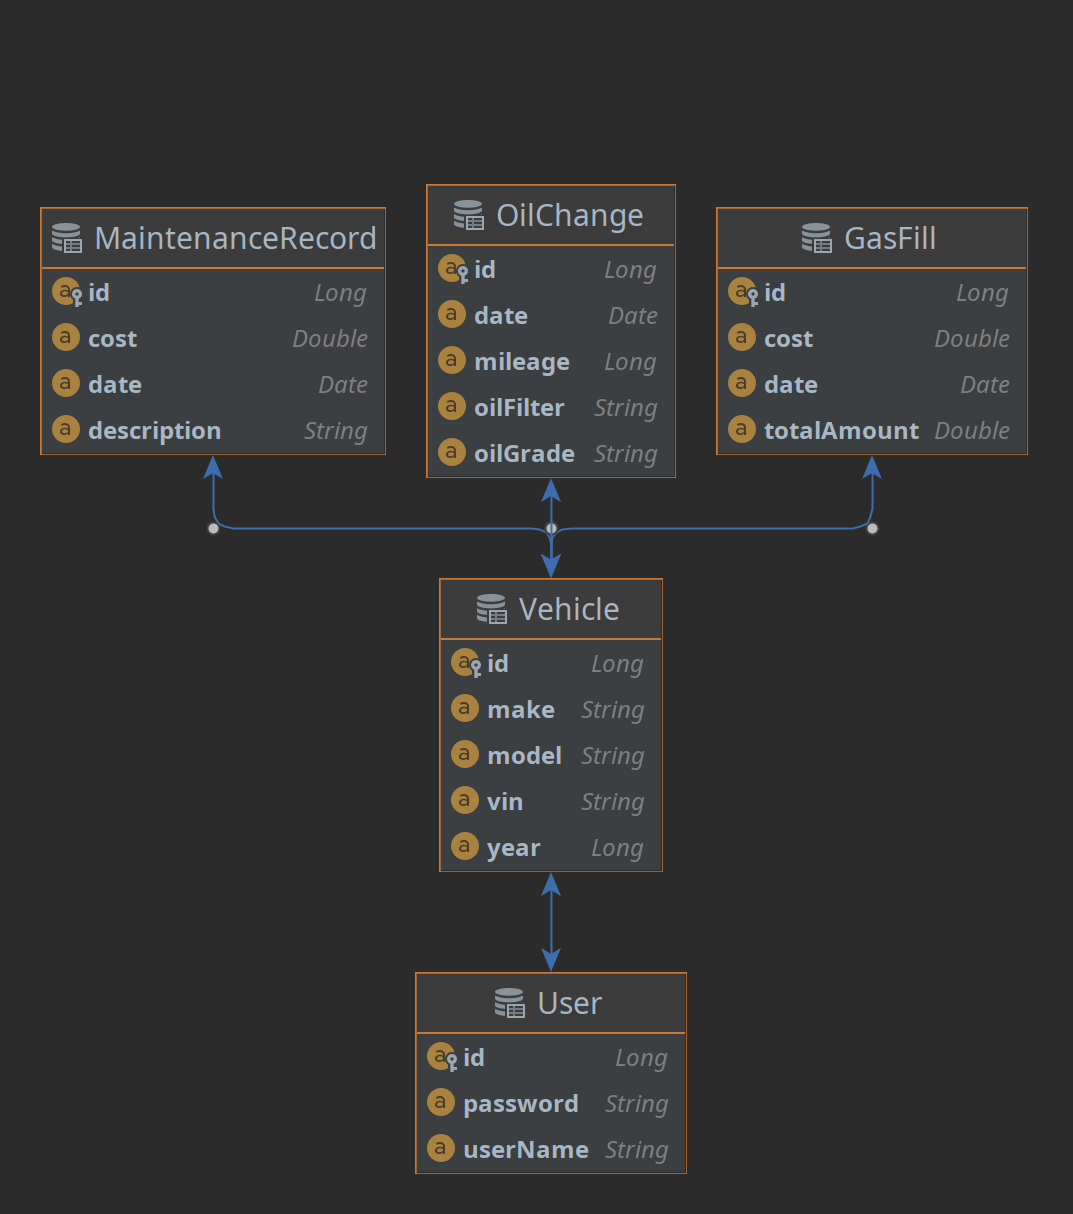 MaintenanceRecord
id Long
cost Double
date Date
description String
OilChange
id Long
date Date
mileage Long
oilFilter String
oilGrade String
GasFill
id Long
cost Double
date Date
totalAmount Double
Vehicle
id Long
make String
model String
vin String
year Long
User
id Long
password String
userName String